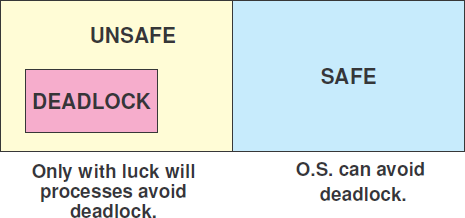 UNSAFE
DEADLOCK
SAFE
Only with luck will
processes avoid
deadlock.
O.S. can avoid
deadlock.